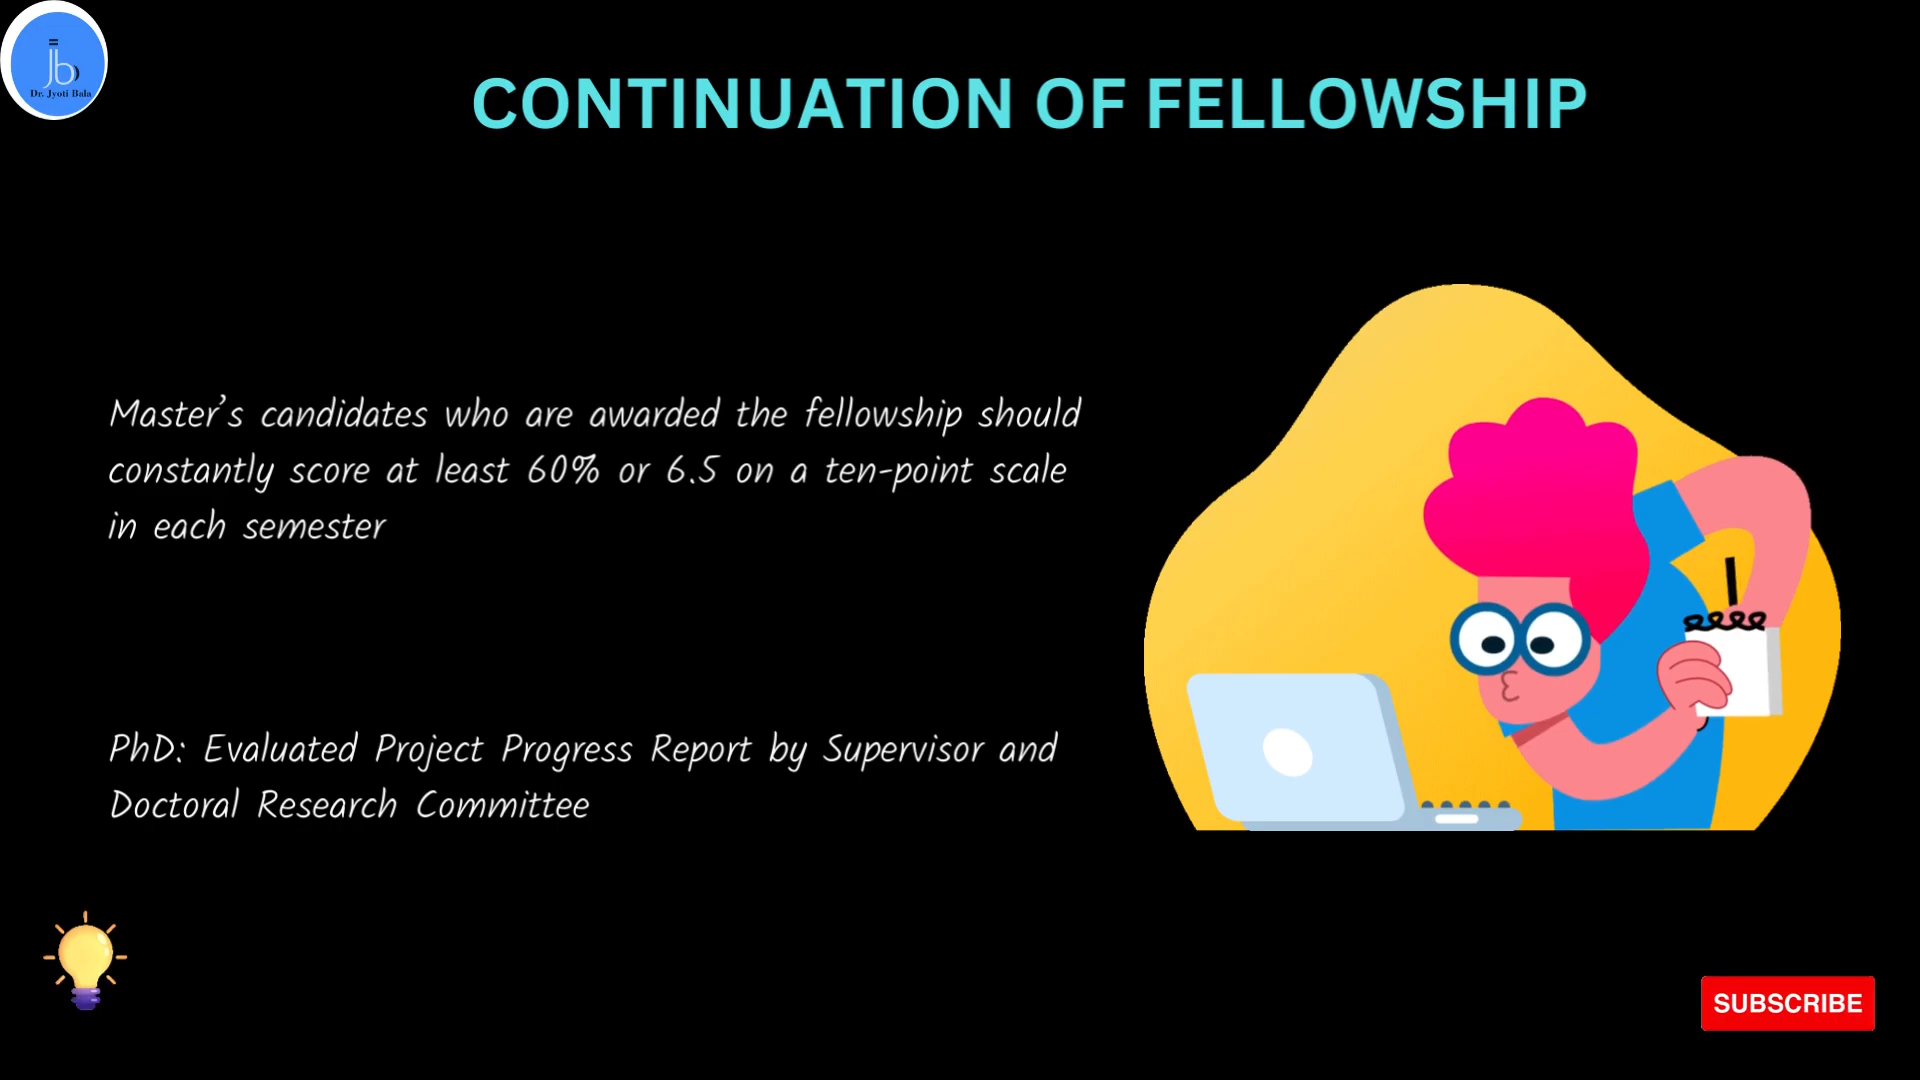 jb
Dr. Jyoti Bala
CONTINUATION OF FELLOWSHIP
Master's candidates who are awarded the fellowship should
constantly score at least 60% or 6.5 on a ten-point scale
in each semester
PhD: Evaluated Project Progress Report by Supervisor and
Doctoral Research Committee
SUBSCRIBE